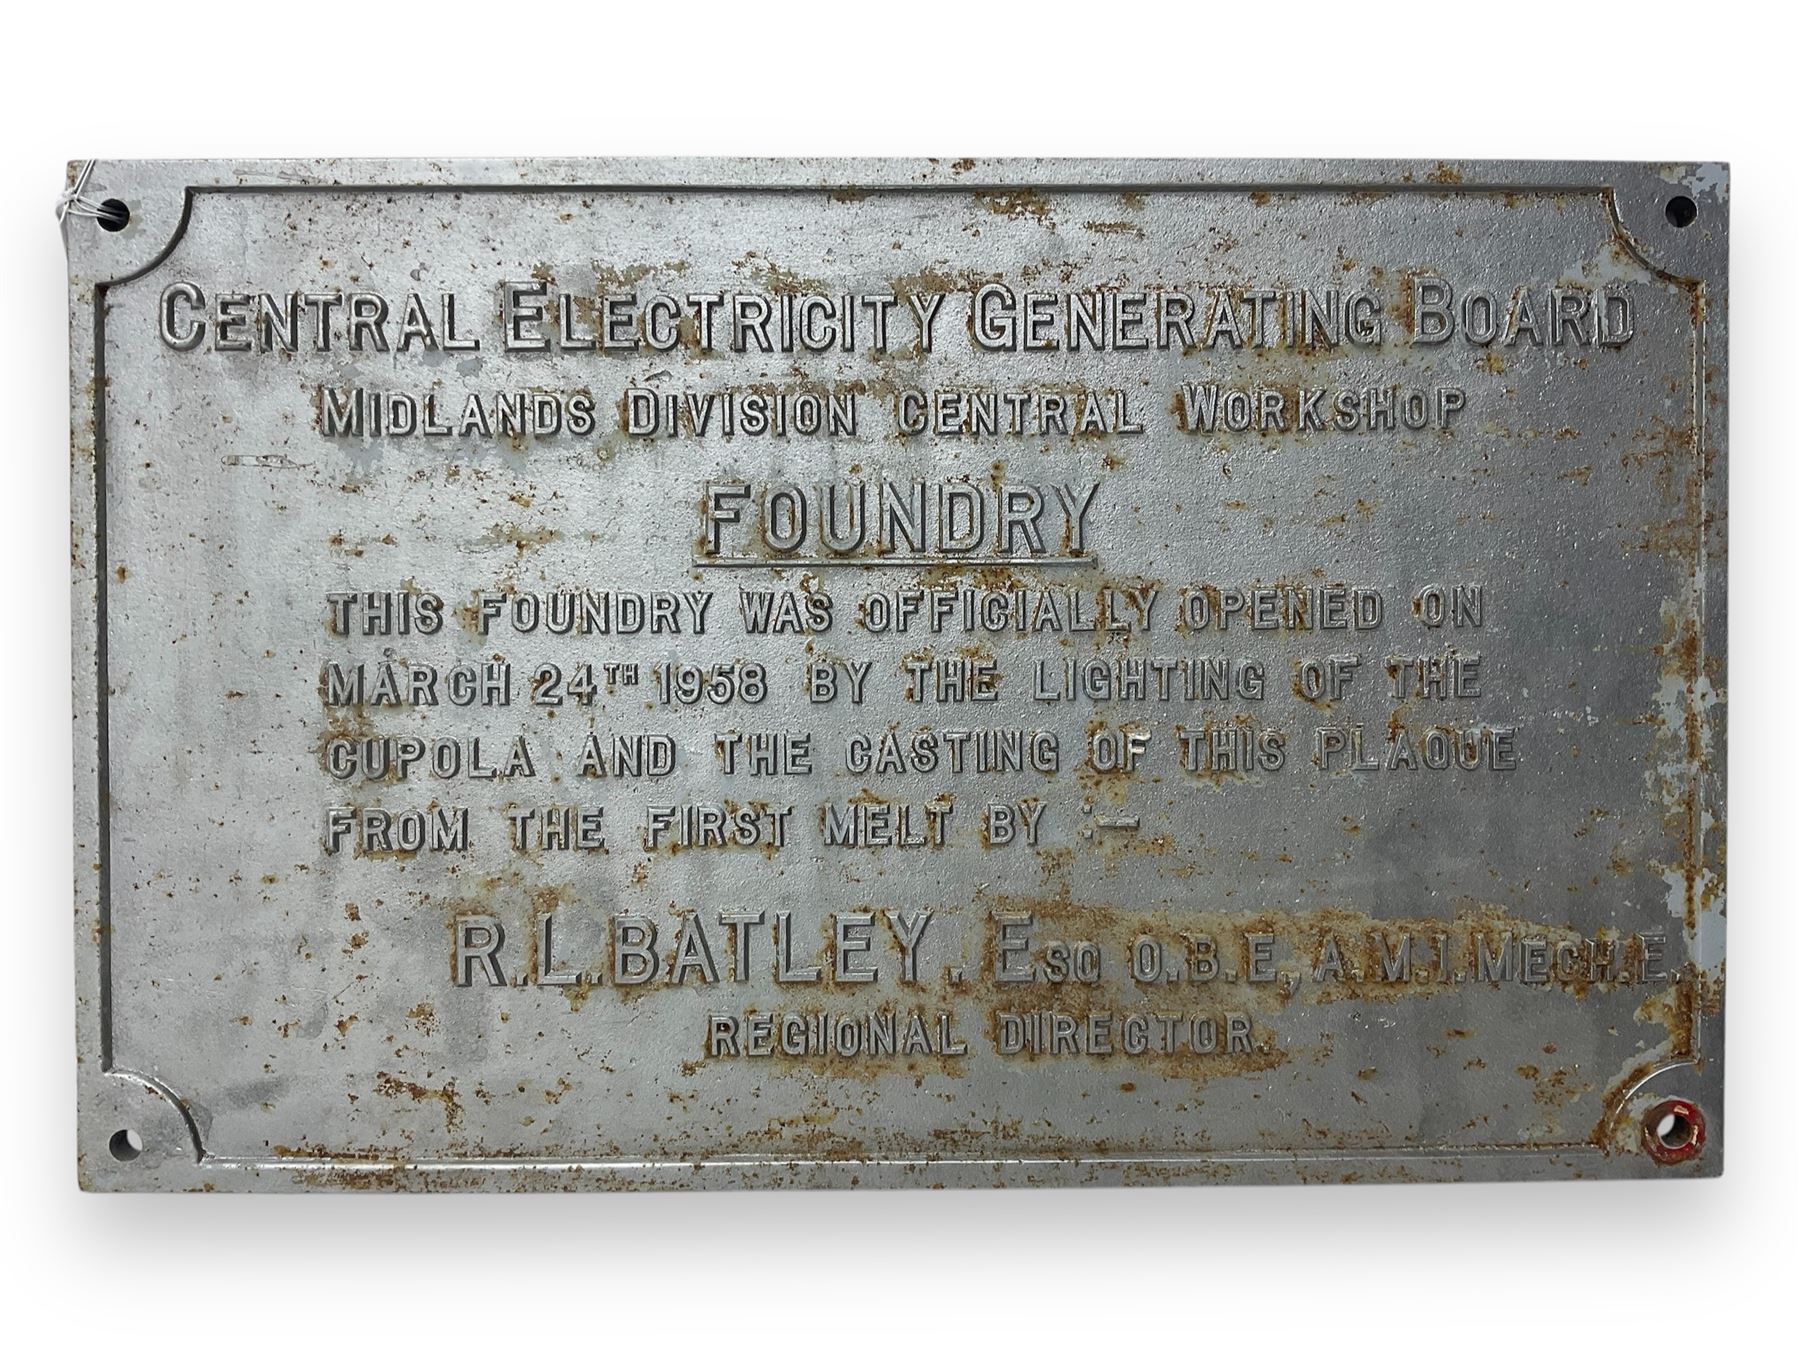 CENTRAL ELECTRICITY GENERATING BOARD
MIDLANDS DIVISION CENTRAL WORKSHOP
FOUNDRY
THIS FOUNDRY WAS OFFICIALLY OPENED ON
MARCH 24TH 1958 BY THE LIGHTING OF THE
CUPOLA AND THE CASTING OF THIS PLAQUE
FROM THE FIRST MELT BY :—
R.L.BATLEY. ESQ O.B.E, A.M.I.MECH.E.
REGIONAL DIRECTOR.